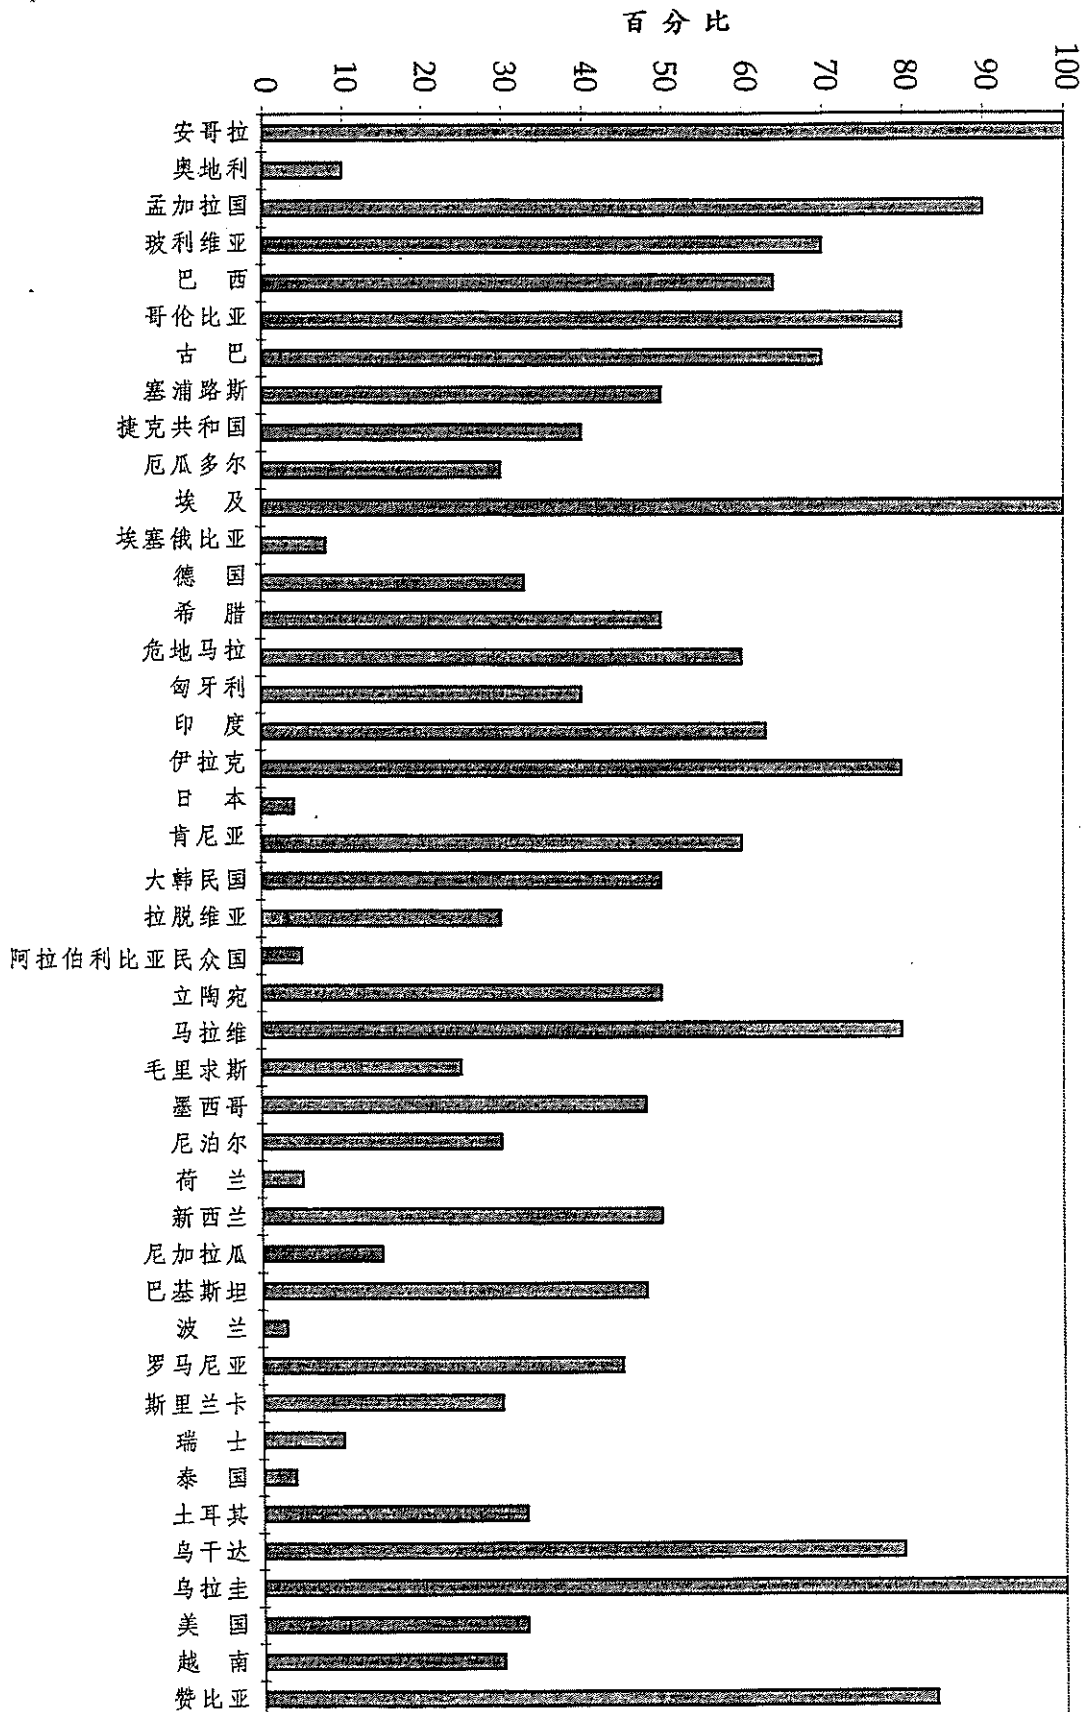 百分比
0
10
20
30
40
50
60
70
80
90
100
安哥拉
奥地利
孟加拉国
玻利维亚
巴西
哥伦比亚
古巴
塞浦路斯
捷克共和国
厄瓜多尔
埃及
埃塞俄比亚
德国
希腊
危地马拉
匈牙利
印度
伊拉克
日本
肯尼亚
大韩民国
拉脱维亚
阿拉伯利比亚民众国
立陶宛
马拉维
毛里求斯
墨西哥
尼泊尔
荷兰
新西兰
尼加拉瓜
巴基斯坦
波兰
罗马尼亚
斯里兰卡
瑞士
泰国
土耳其
乌干达
乌拉圭
美国
越南
赞比亚